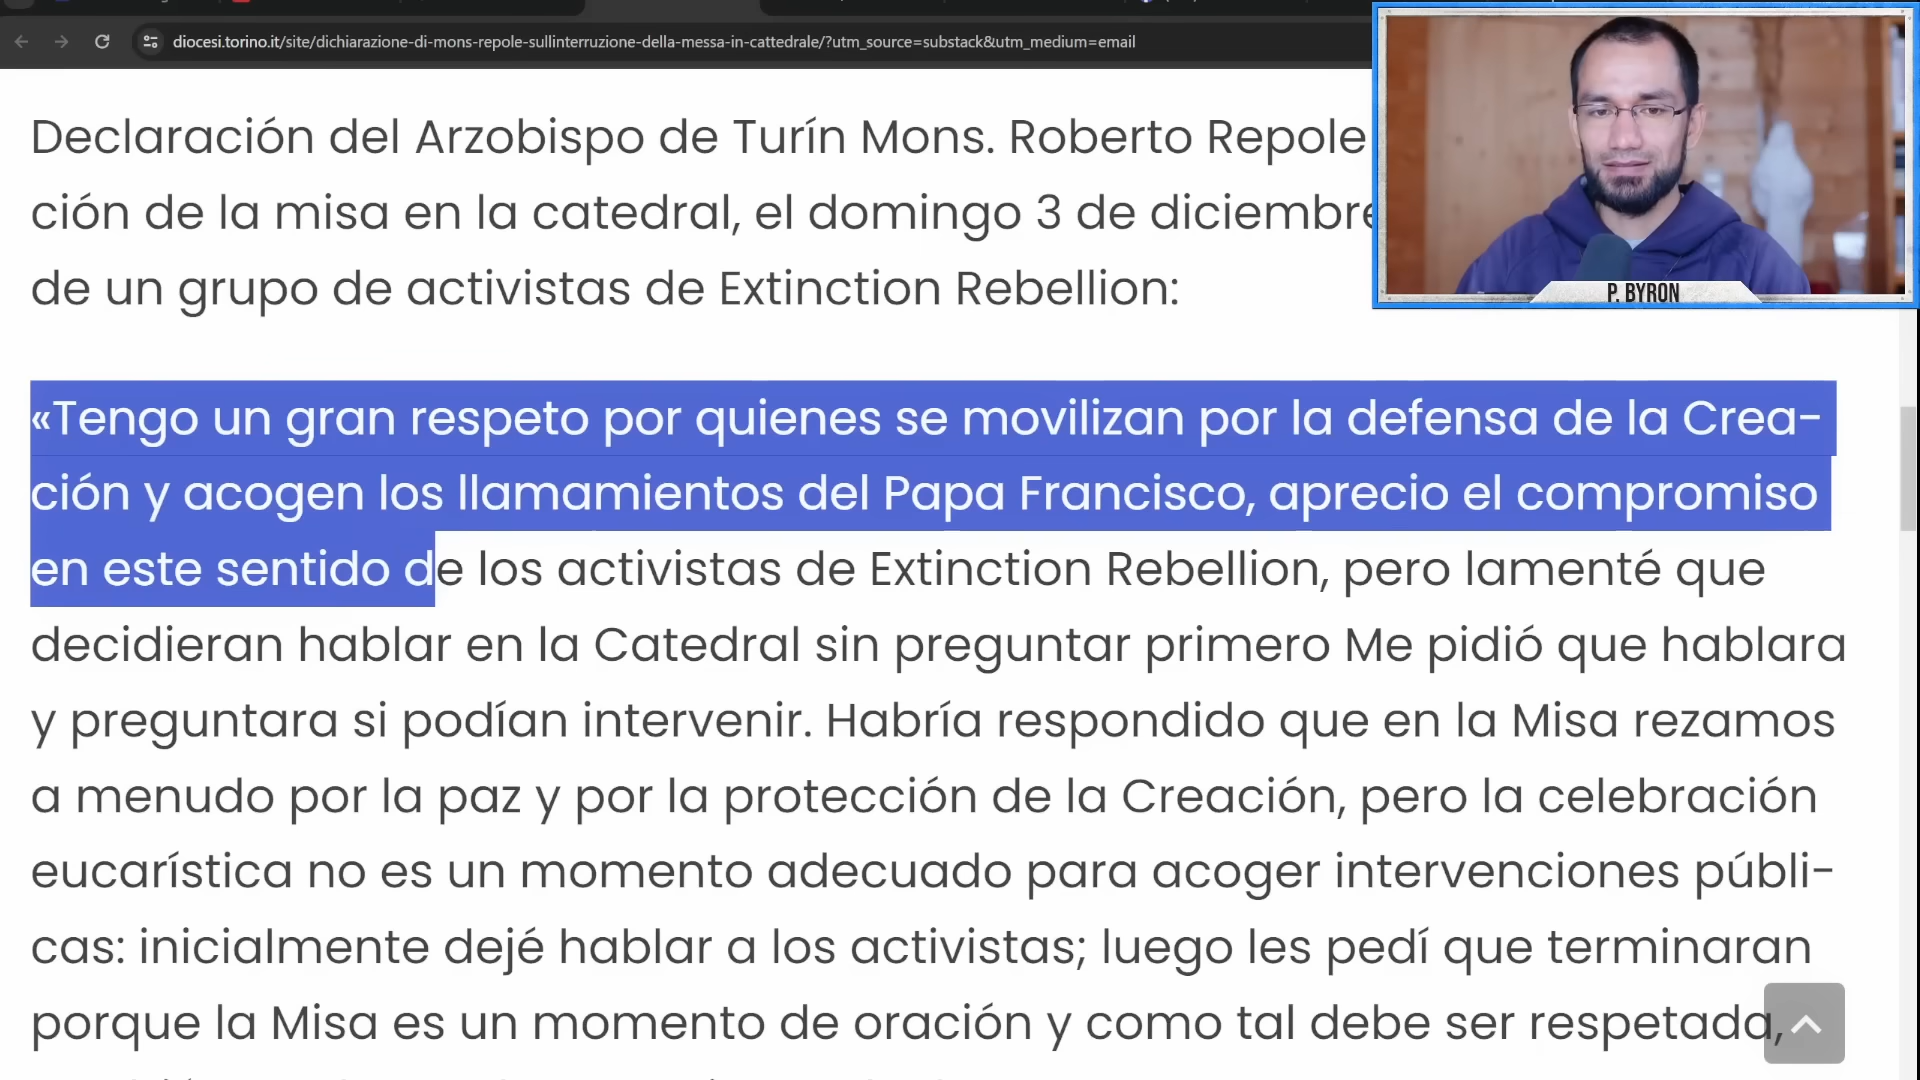 diocesi.torino.it/site/dichiarazione-di-mons-repole-sullinterruzione-della-messa-in-cattedrale/?utm_source=substack&utm_medium=email
P. BYRON
Declaración del Arzobispo de Turín Mons. Roberto Repole
ción de la misa en la catedral, el domingo 3 de diciembre
de un grupo de activistas de Extinction Rebellion:
«Tengo un gran respeto por quienes se movilizan por la defensa de la Crea-
ción y acogen los llamamientos del Papa Francisco, aprecio el compromiso
en este sentido de los activistas de Extinction Rebellion, pero lamenté que
decidieran hablar en la Catedral sin preguntar primero Me pidió que hablara
y preguntara si podían intervenir. Habría respondido que en la Misa rezamos
a menudo por la paz y por la protección de la Creación, pero la celebración
eucarística no es un momento adecuado para acoger intervenciones públi-
cas: inicialmente dejé hablar a los activistas; luego les pedí que terminaran
porque la Misa es un momento de oración y como tal debe ser respetada,